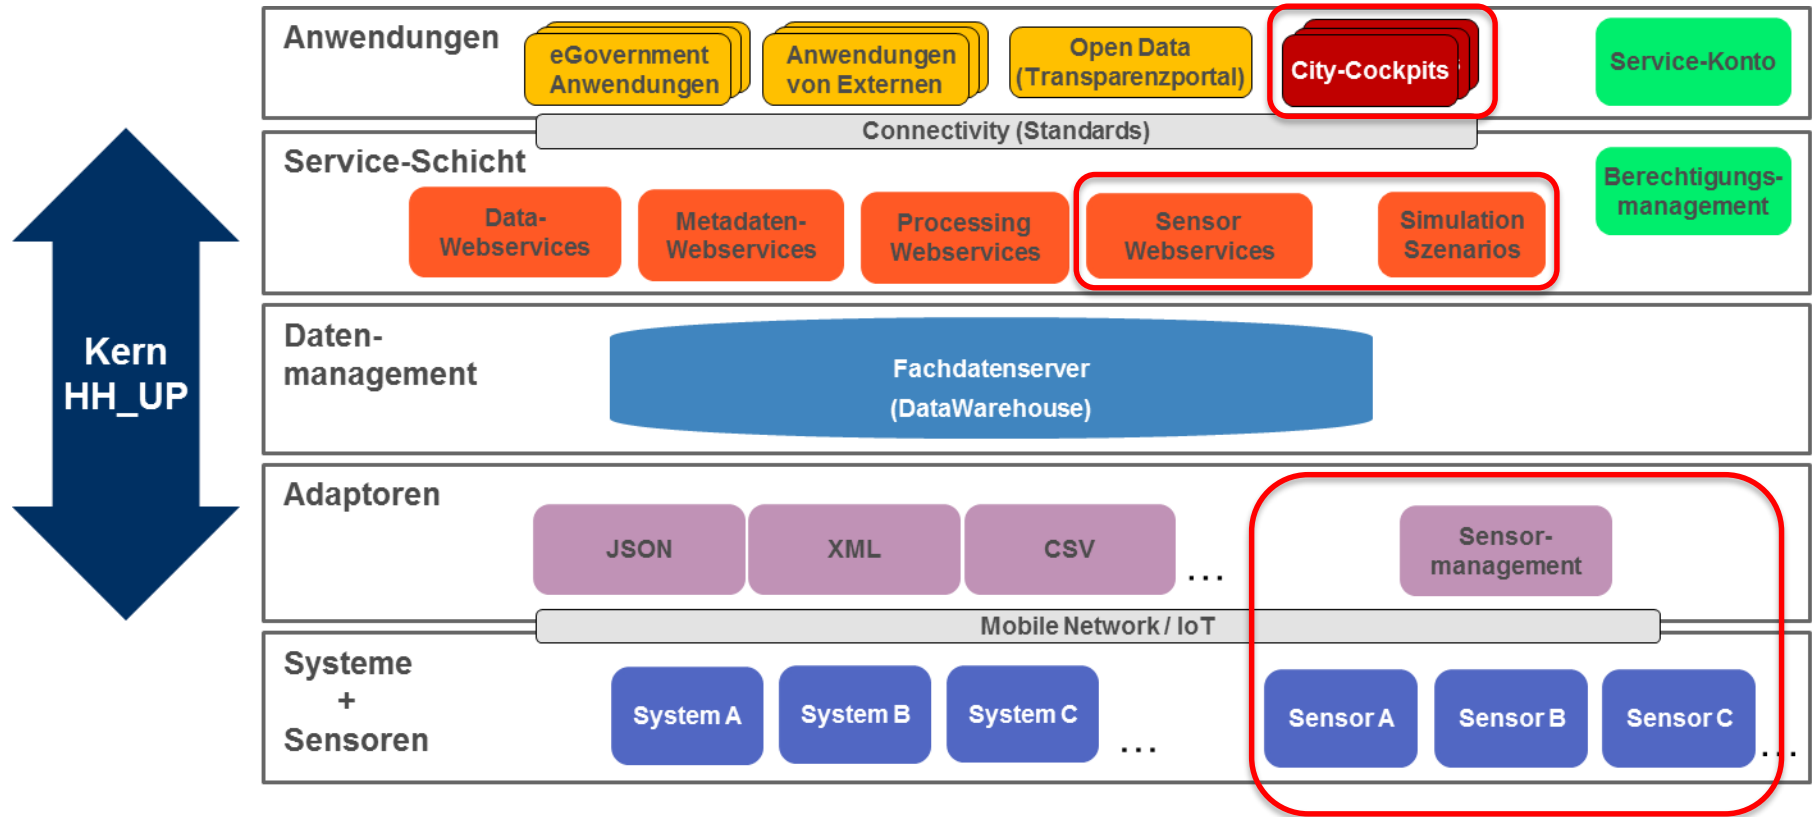 Anwendungen
eGovernment
Anwendungen
Anwendungen
von Externen
Open Data
(Transparenzportal)
City-Cockpits
Service-Konto
Connectivity (Standards)
Service-Schicht
Data-
Webservices
Metadaten-
Webservices
Processing
Webservices
Sensor
Webservices
Simulation
Szenarios
Berechtigungs-
management
Kern
HH_UP
Daten-
management
Fachdatenserver
(DataWarehouse)
Adaptoren
JSON
XML
CSV
...
Sensor-
management
Mobile Network / IoT
Systeme
+
Sensoren
System A
System B
System C
...
Sensor A
Sensor B
Sensor C
...